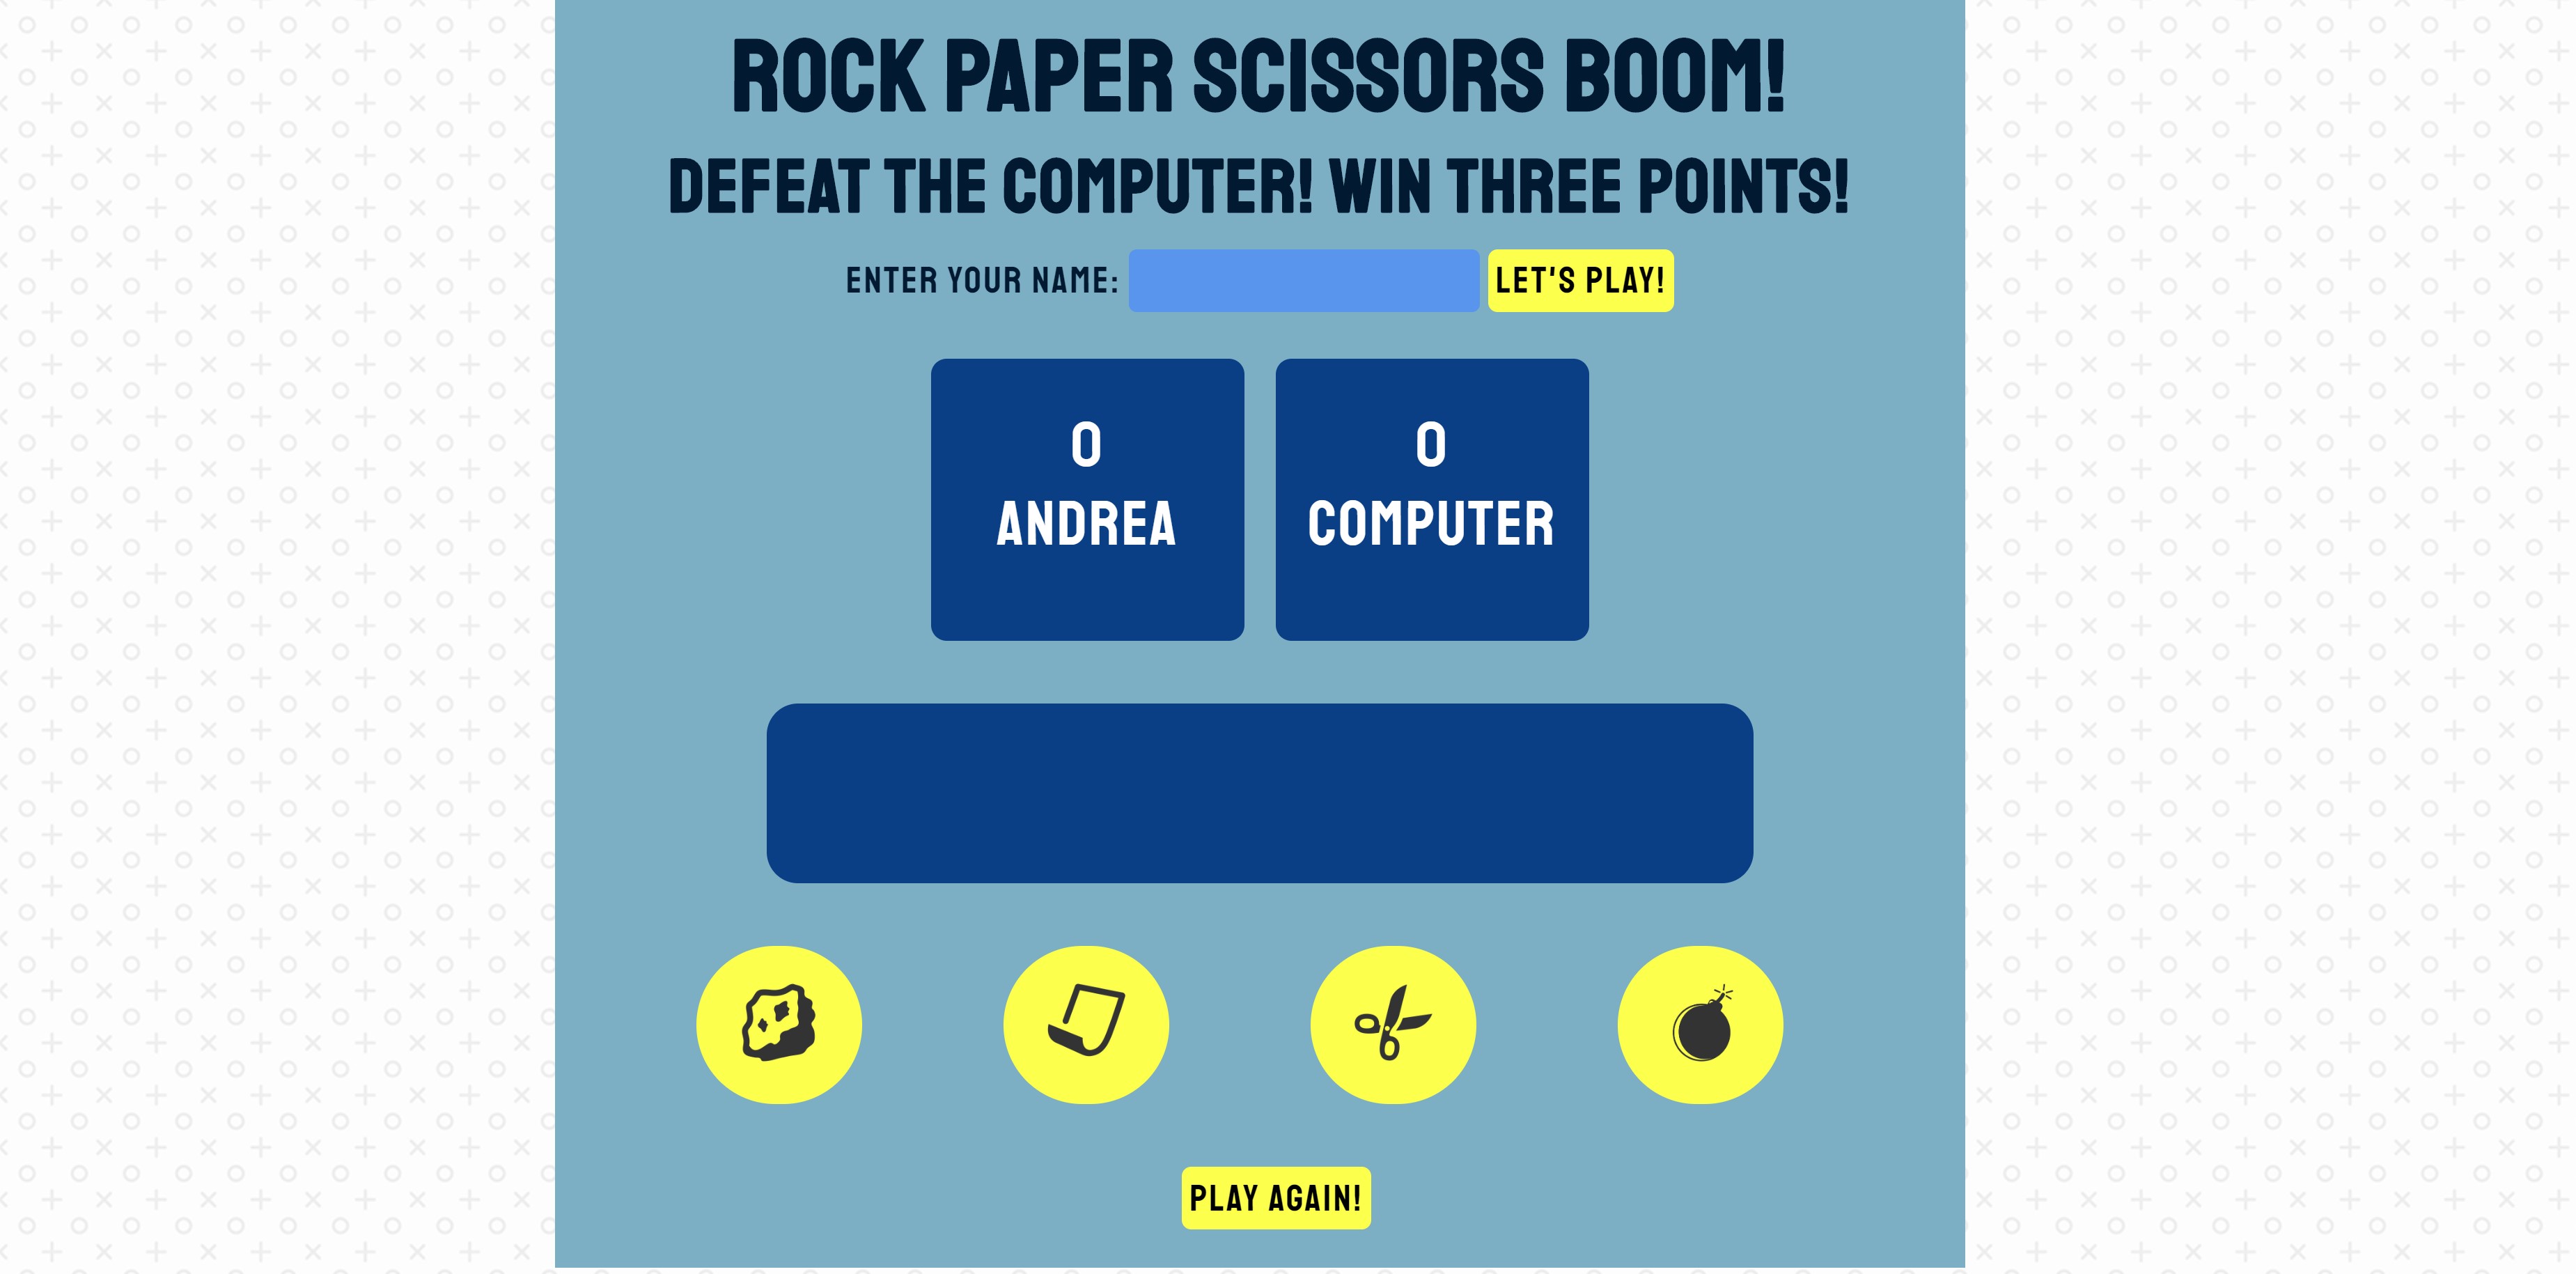 ROCK PAPER SCISSORS BOOM!
DEFEAT THE COMPUTER! WIN THREE POINTS!
ENTER YOUR NAME: LET'S PLAY!
0 0
ANDREA COMPUTER
PLAY AGAIN!